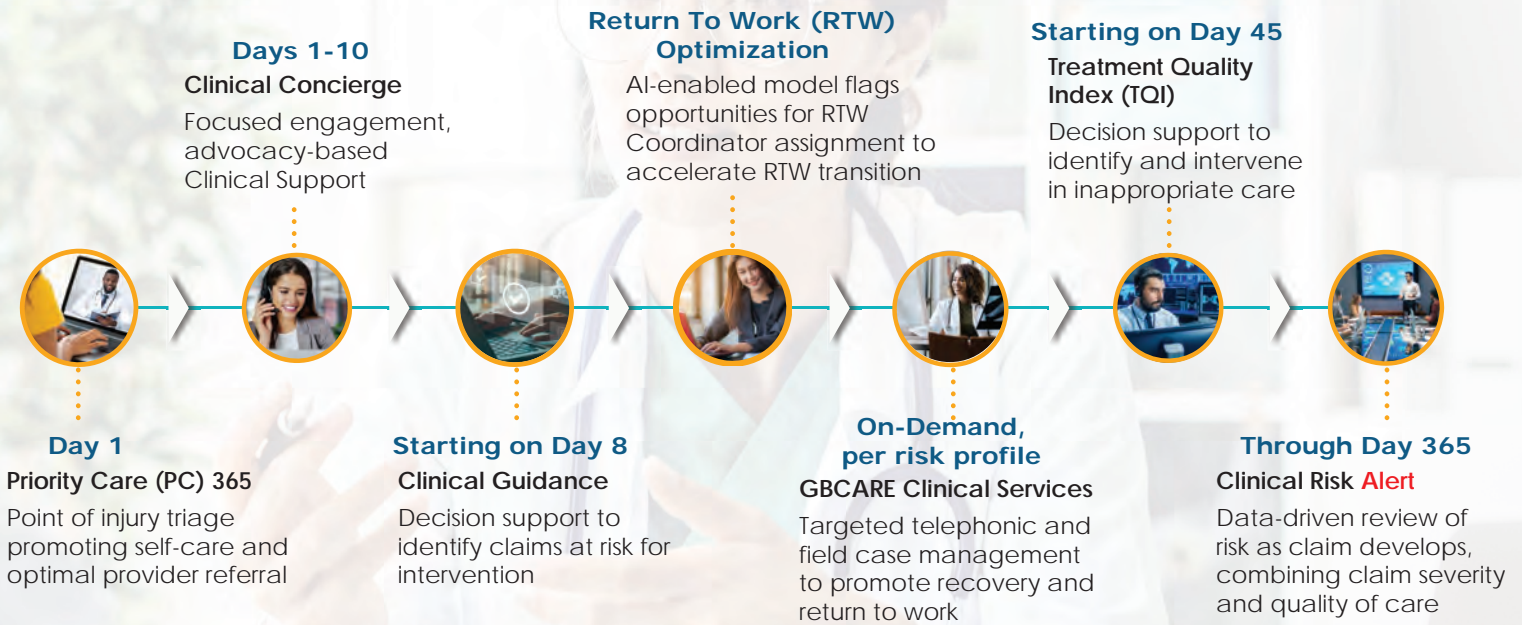 Day 1
Priority Care (PC) 365
Point of injury triage
promoting self-care and
optimal provider referral
Days 1-10
Clinical Concierge
Focused engagement,
advocacy-based
Clinical Support
Starting on Day 8
Clinical Guidance
Decision support to
identify claims at risk for
intervention
Return To Work (RTW)
Optimization
AI-enabled model flags
opportunities for RTW
Coordinator assignment to
accelerate RTW transition
On-Demand,
per risk profile
GBCARE Clinical Services
Targeted telephonic and
field case management
to promote recovery and
return to work
Starting on Day 45
Treatment Quality
Index (TQI)
Decision support to
identify and intervene
in inappropriate care
Through Day 365
Clinical Risk Alert
Data-driven review of
risk as claim develops,
combining claim severity
and quality of care